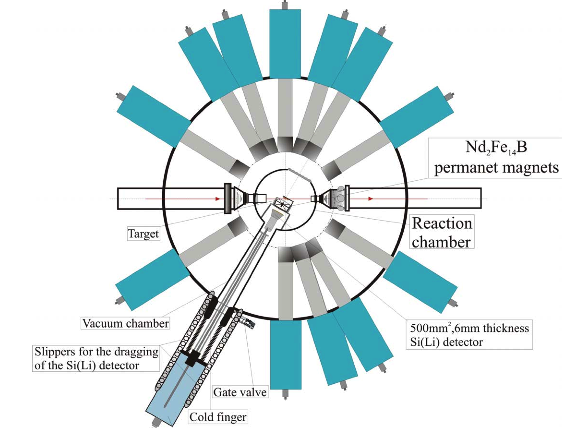 Nd₂Fe₁₄B
permanet magnets
Reaction
chamber
Target
Vacuum chamber
500mm²,6mm thickness
Si(Li) detector
Slippers for the dragging
of the Si(Li) detector
Gate valve
Cold finger